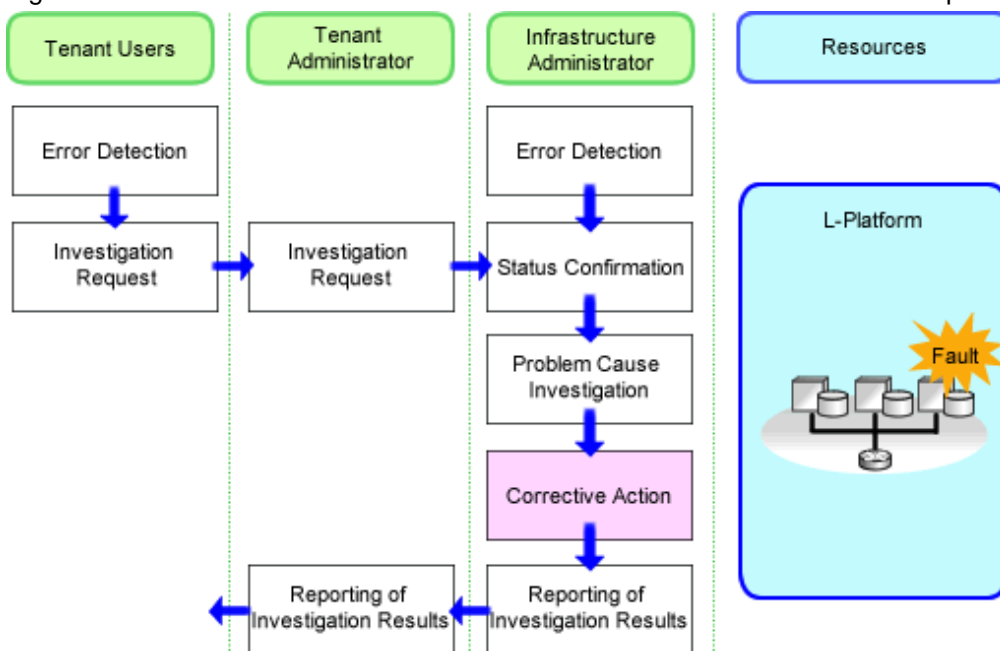 Tenant Users
Tenant
Administrator
Infrastructure
Administrator
Resources
Error Detection
Error Detection
Investigation
Request
Investigation
Request
Status Confirmation
L-Platform
Problem Cause
Investigation
Fault
Corrective Action
Reporting of
Investigation Results
Reporting of
Investigation Results